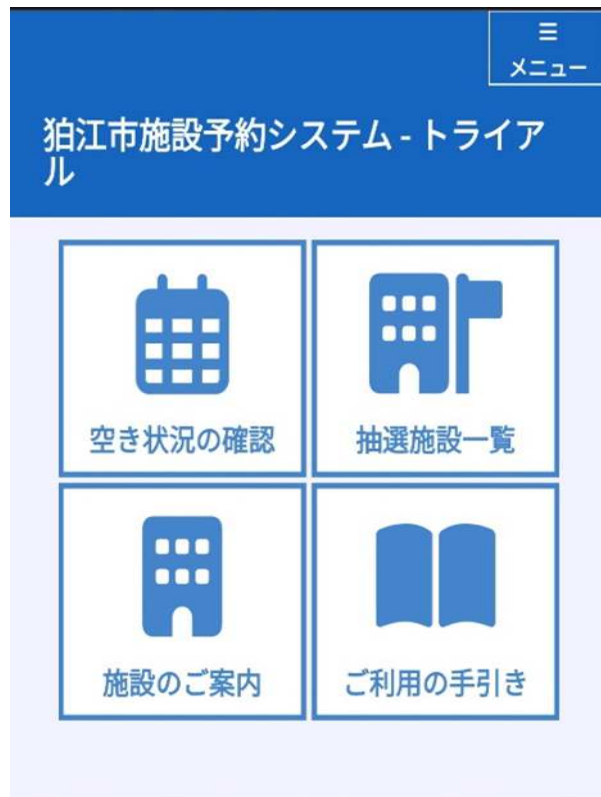 メニュー
狛江市施設予約システム - トライア
ル
空き状況の確認
抽選施設一覧
施設のご案内
ご利用の手引き